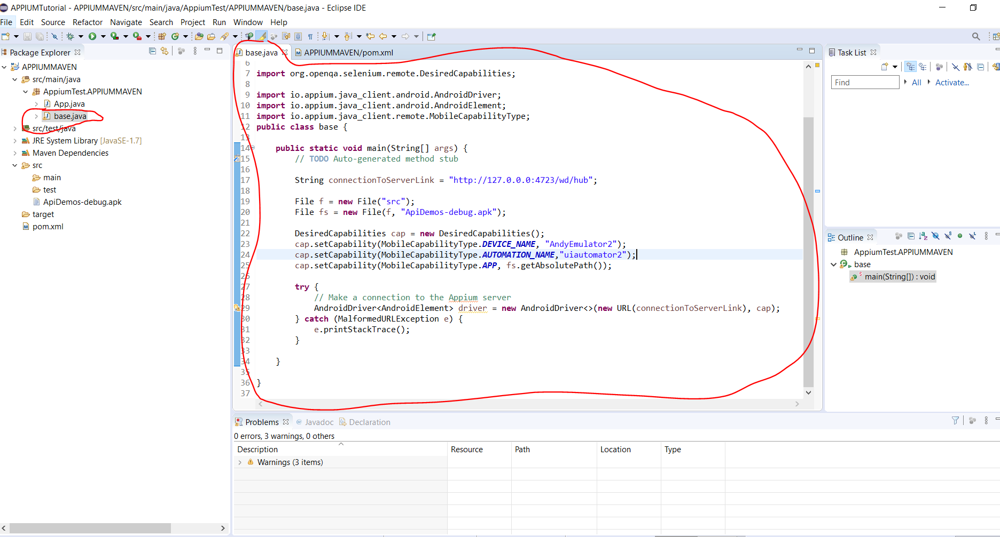 APPIUMTutorial - APPIUMMAVEN/src/main/java/AppiumTest/APPIUMMAVEN/base.java - Eclipse IDE
File Edit Source Refactor Navigate Search Project Run Window Help
Package Explorer
APPIUMMAVEN
src/main/java
AppiumTest.APPIUMMAVEN
App.java
base.java
src/test/java
JRE System Library [JavaSE-1.7]
Maven Dependencies
src
main
test
ApiDemos-debug.apk
target
pom.xml
base.java APPIUMMAVEN/pom.xml
6
7 import org.openqa.selenium.remote.DesiredCapabilities;
8
9 import io.appium.java_client.android.AndroidDriver;
10 import io.appium.java_client.android.AndroidElement;
11 import io.appium.java_client.remote.MobileCapabilityType;
12 public class base {
13
14 public static void main(String[] args) {
15 // TODO Auto-generated method stub
16
17 String connectionToServerLink = "http://127.0.0.0:4723/wd/hub";
18
19 File f = new File("src");
20 File fs = new File(f, "ApiDemos-debug.apk");
21
22 DesiredCapabilities cap = new DesiredCapabilities();
23 cap.setCapability(MobileCapabilityType.DEVICE_NAME, "AndyEmulator2");
24 cap.setCapability(MobileCapabilityType.AUTOMATION_NAME,"uiautomator2");
25 cap.setCapability(MobileCapabilityType.APP, fs.getAbsolutePath());
26
27 try {
28 // Make a connection to the Appium server
29 AndroidDriver<AndroidElement> driver = new AndroidDriver<>(new URL(connectionToServerLink), cap);
30 } catch (MalformedURLException e) {
31 e.printStackTrace();
32 }
33
34 }
35
36 }
37
Task List
Find All Activate...
Outline
AppiumTest.APPIUMMAVEN
base
main(String[]) : void
Problems Javadoc Declaration
0 errors, 3 warnings, 0 others
Description Resource Path Location Type
Warnings (3 items)